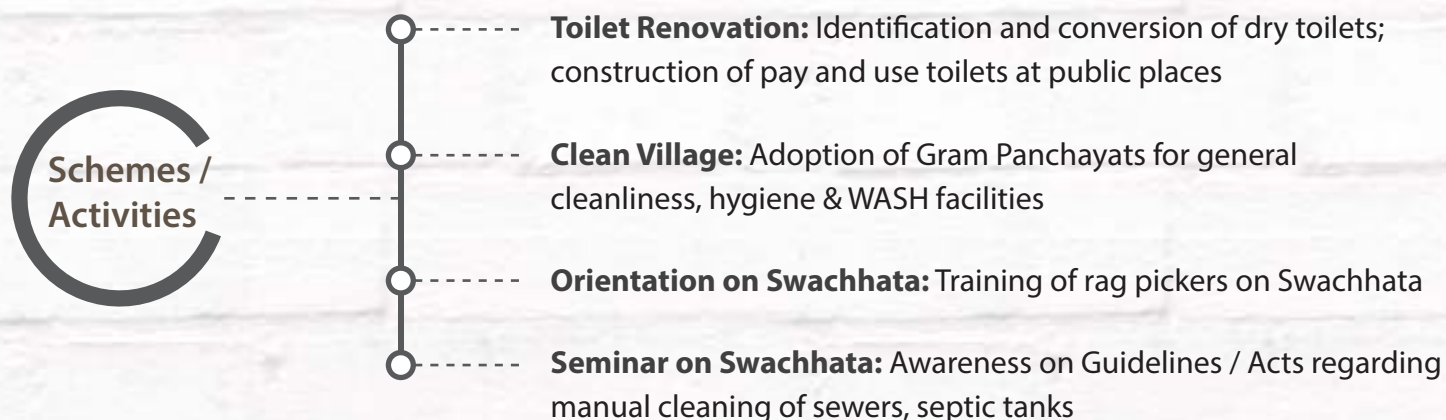 Schemes /
Activities
Toilet Renovation: Identification and conversion of dry toilets;
construction of pay and use toilets at public places
Clean Village: Adoption of Gram Panchayats for general
cleanliness, hygiene & WASH facilities
Orientation on Swachhata: Training of rag pickers on Swachhata
Seminar on Swachhata: Awareness on Guidelines / Acts regarding
manual cleaning of sewers, septic tanks